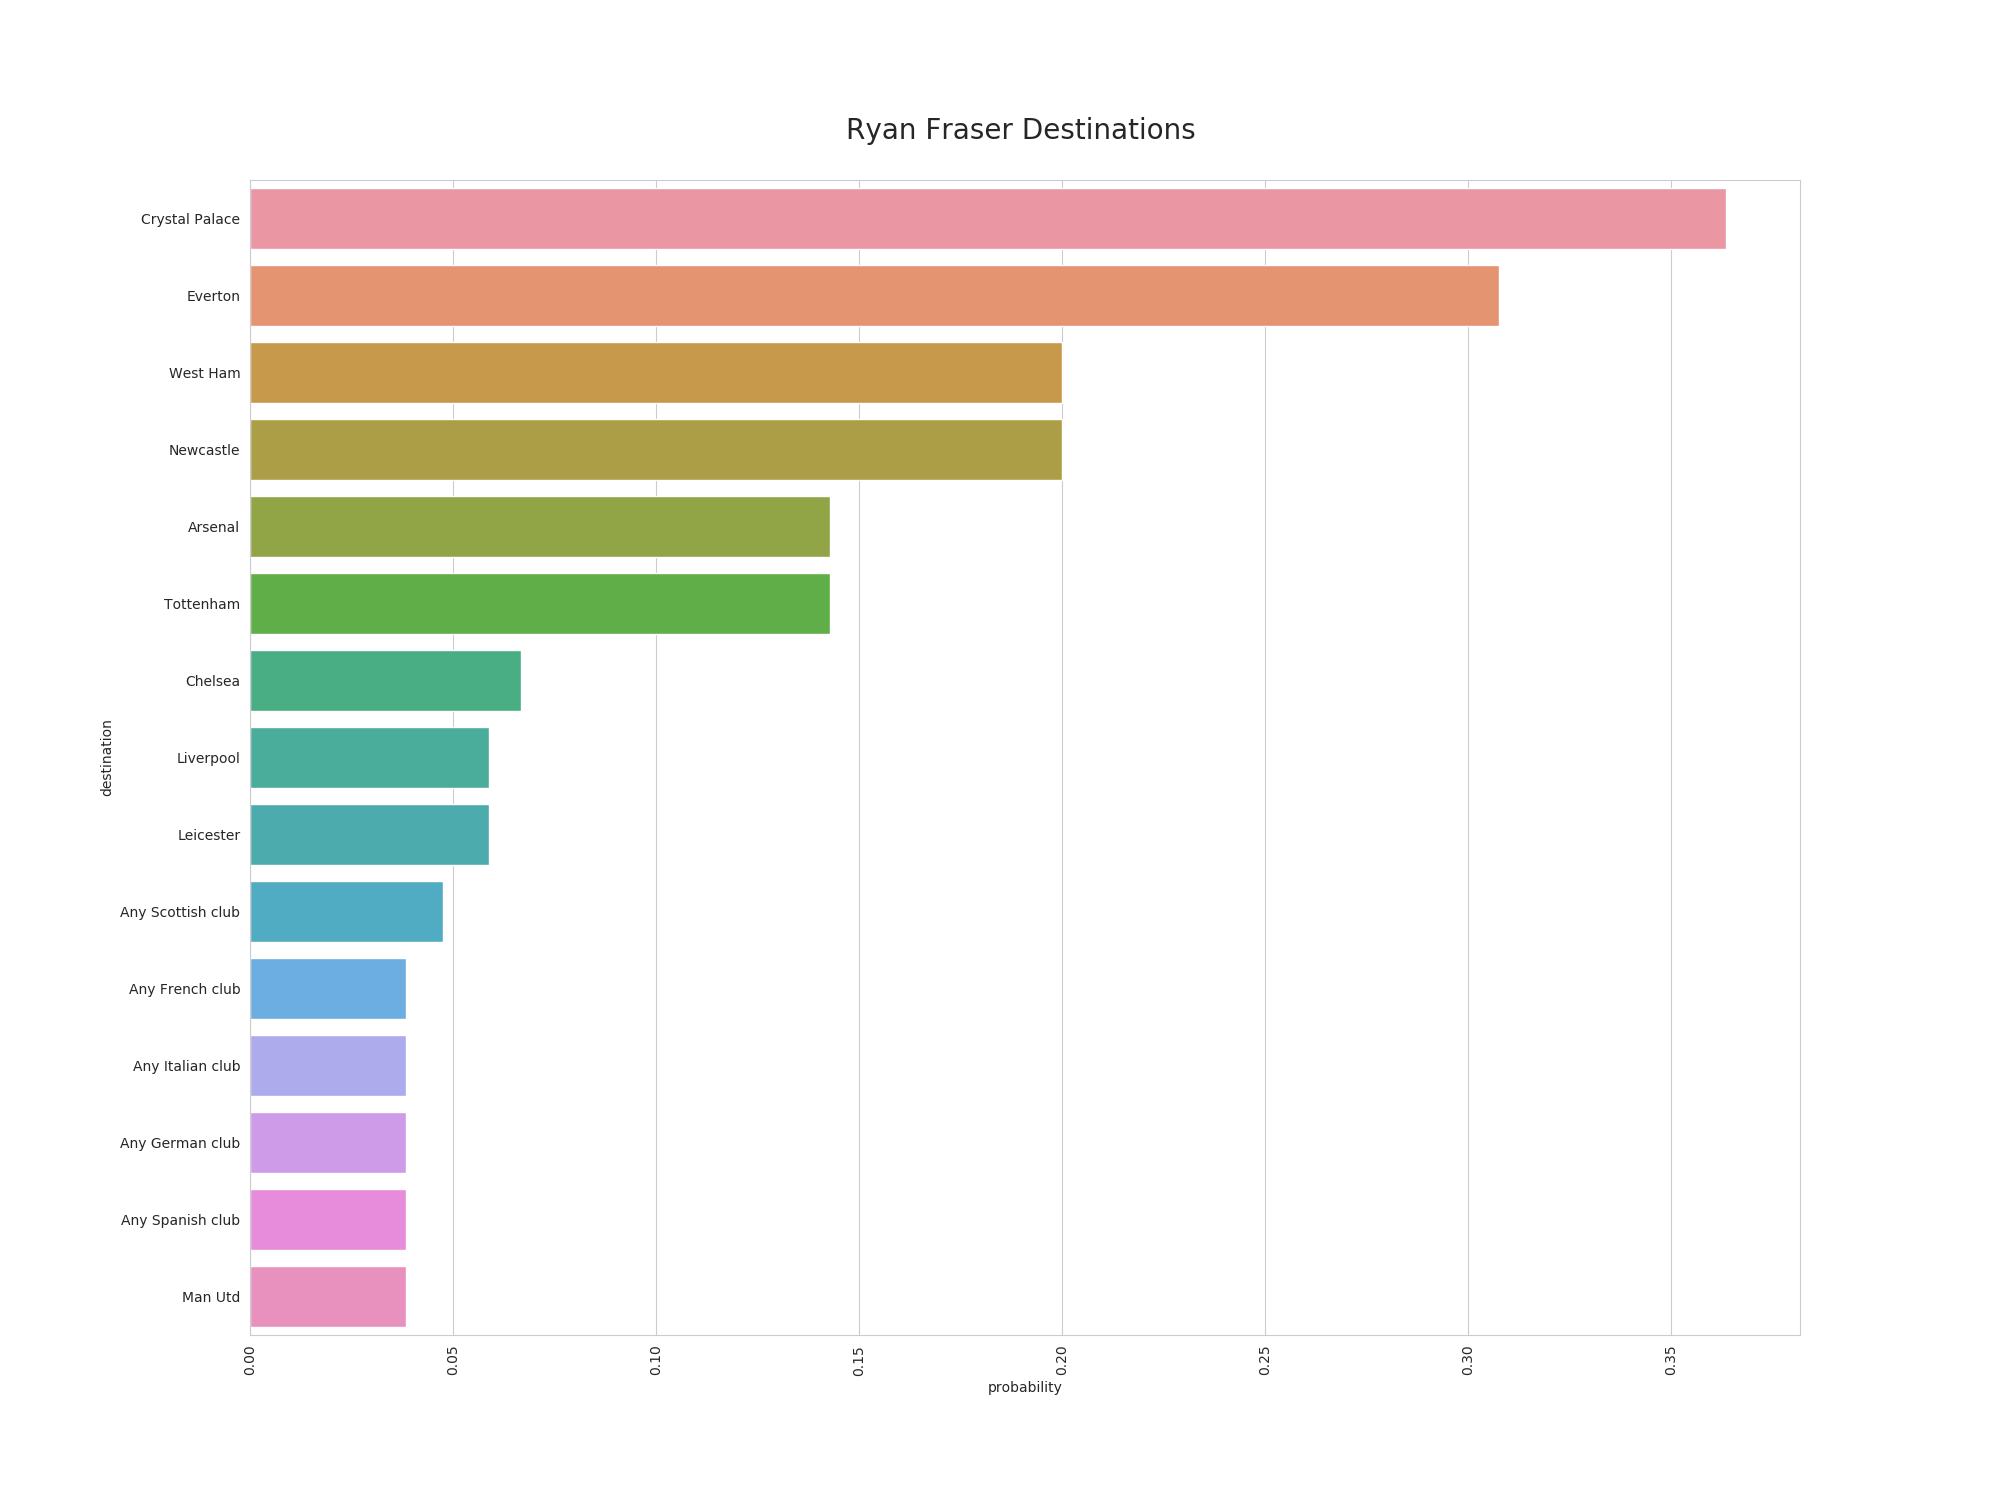 Ryan Fraser Destinations
destination
Crystal Palace
Everton
West Ham
Newcastle
Arsenal
Tottenham
Chelsea
Liverpool
Leicester
Any Scottish club
Any French club
Any Italian club
Any German club
Any Spanish club
Man Utd
0.00
0.05
0.10
0.15
0.20
0.25
0.30
0.35
probability